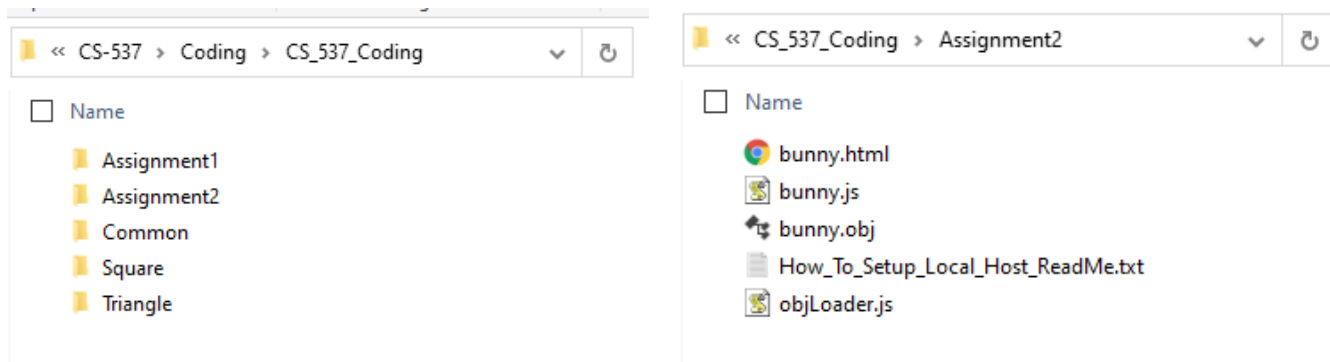 « CS-537 > Coding > CS_537_Coding
Name
Assignment1
Assignment2
Common
Square
Triangle
« CS_537_Coding > Assignment2
Name
bunny.html
bunny.js
bunny.obj
How_To_Setup_Local_Host_ReadMe.txt
objLoader.js